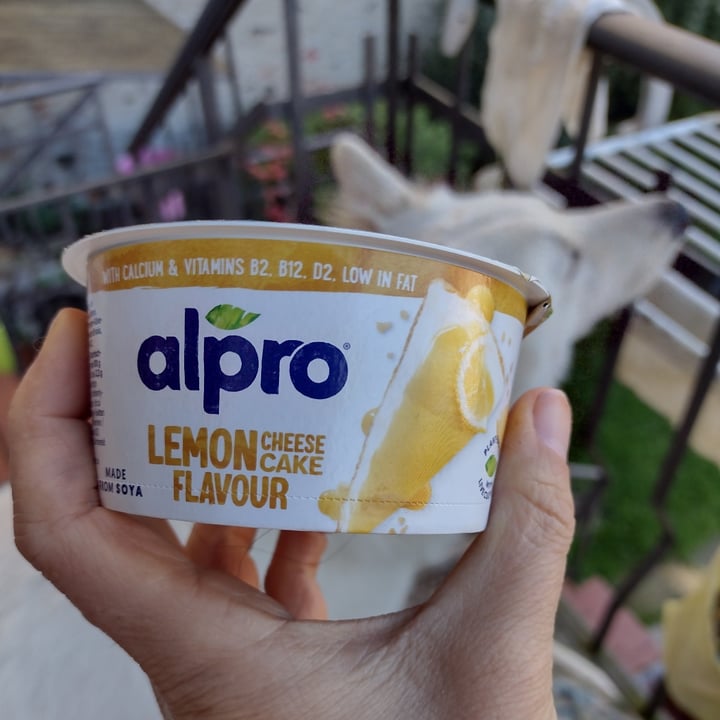 WITH CALCIUM & VITAMINS B2, B12, D2, LOW IN FAT
alpro®
LEMON CHEESE
CAKE
FLAVOUR
MADE
FROM SOYA